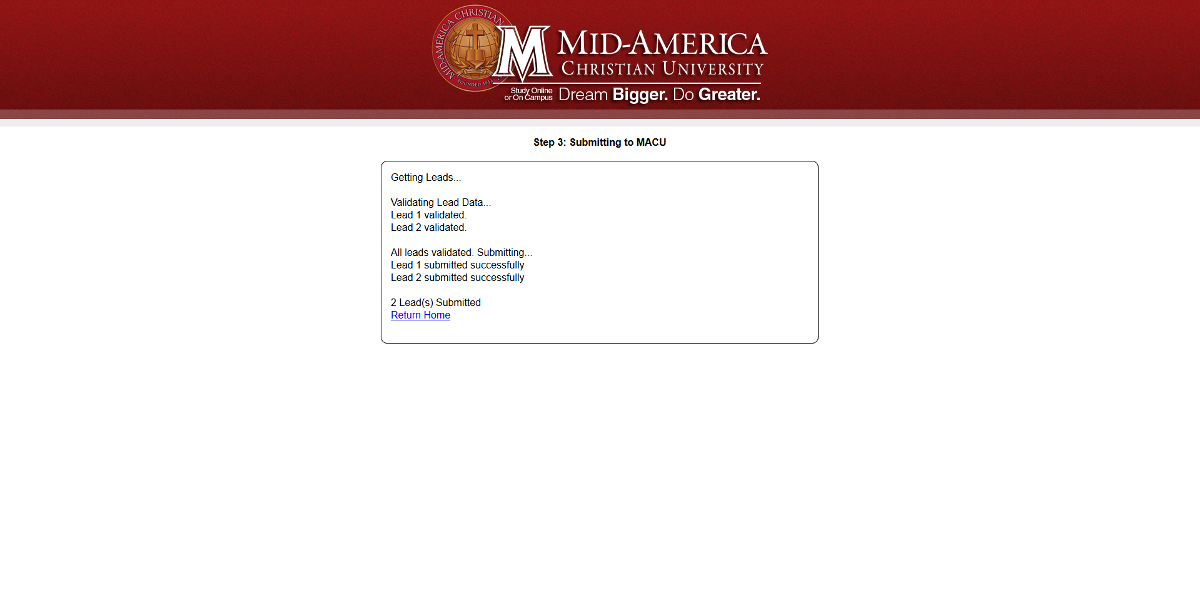 MID-AMERICA CHRISTIAN
M
MID-AMERICA
CHRISTIAN UNIVERSITY
Study Online
or On Campus
Dream Bigger. Do Greater.
Step 3: Submitting to MACU
Getting Leads...
Validating Lead Data...
Lead 1 validated.
Lead 2 validated.
All leads validated. Submitting...
Lead 1 submitted successfully
Lead 2 submitted successfully
2 Lead(s) Submitted
Return Home